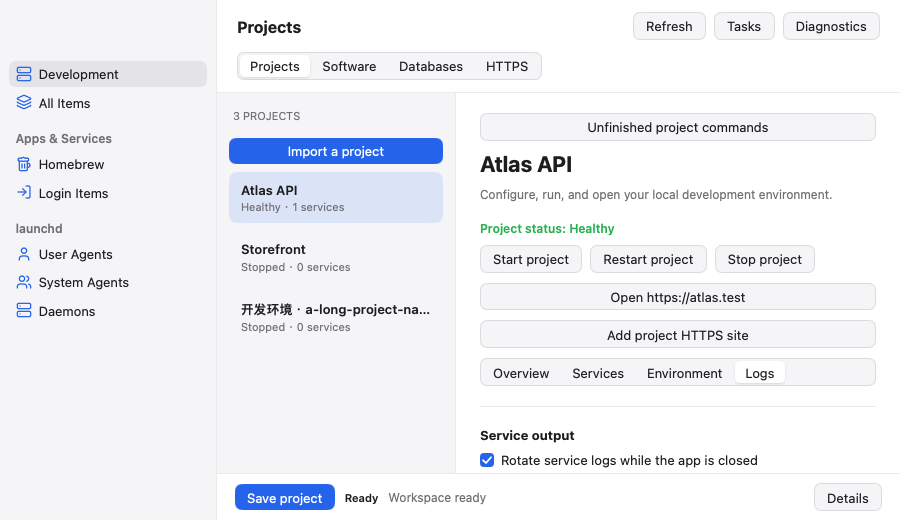 Projects
Refresh
Tasks
Diagnostics
Projects
Software
Databases
HTTPS
Development
All Items
Apps & Services
Homebrew
Login Items
launchd
User Agents
System Agents
Daemons
3 PROJECTS
Import a project
Atlas API
Healthy · 1 services
Storefront
Stopped · 0 services
开发环境 · a-long-project-na...
Stopped · 0 services
Unfinished project commands
Atlas API
Configure, run, and open your local development environment.
Project status: Healthy
Start project
Restart project
Stop project
Open https://atlas.test
Add project HTTPS site
Overview
Services
Environment
Logs
Service output
Rotate service logs while the app is closed
Save project
Ready
Workspace ready
Details